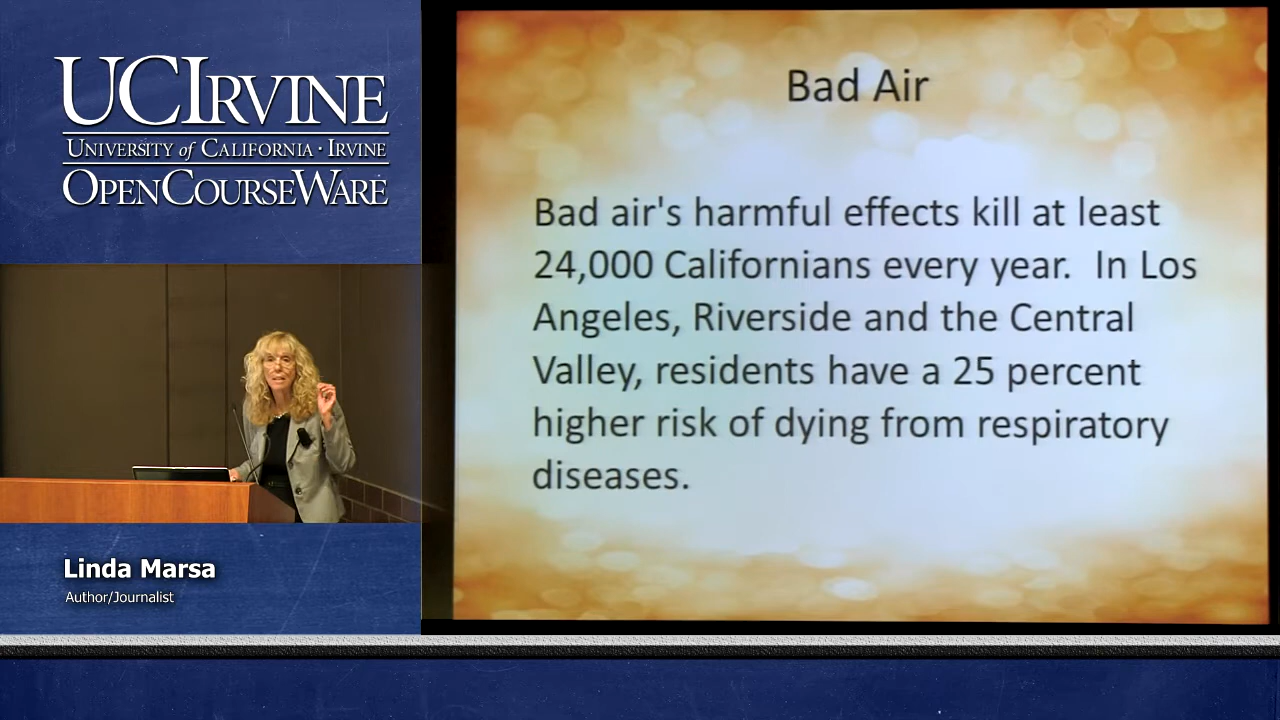 UCIRVINE
UNIVERSITY of CALIFORNIA · IRVINE
OPENCOURSEWARE
Linda Marsa
Author/Journalist
Bad Air
Bad air's harmful effects kill at least
24,000 Californians every year. In Los
Angeles, Riverside and the Central
Valley, residents have a 25 percent
higher risk of dying from respiratory
diseases.